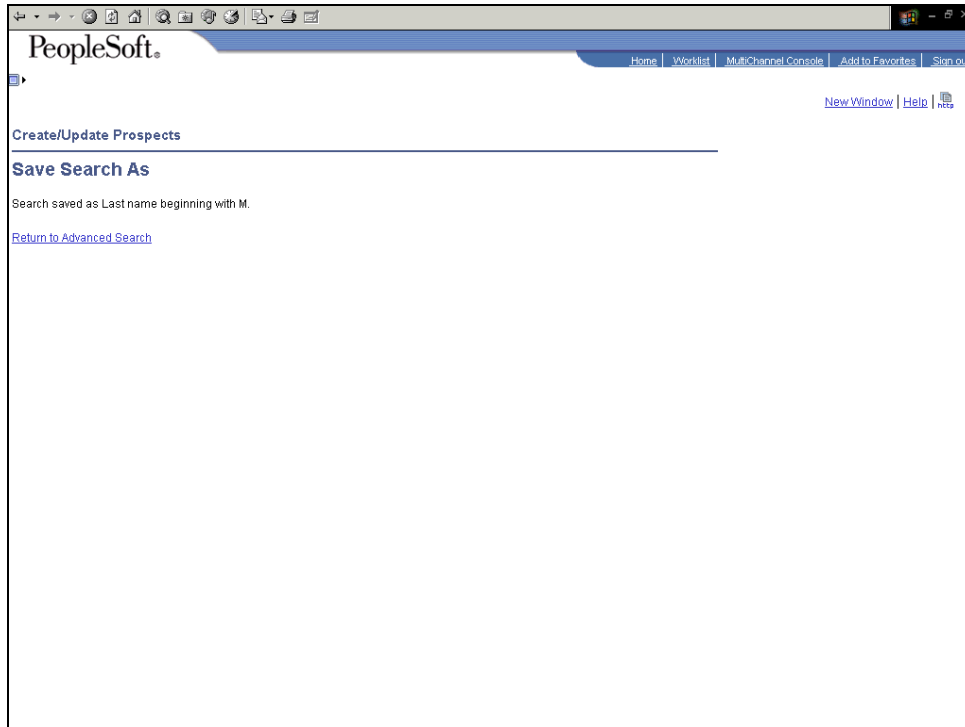 PeopleSoft®
Home | Worklist | MultiChannel Console | Add to Favorites | Sign ou
New Window | Help | http
Create/Update Prospects
Save Search As
Search saved as Last name beginning with M.
Return to Advanced Search